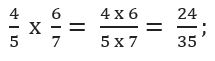 4/5 x 6/7 = 4 x 6/5 x 7 = 24/35;